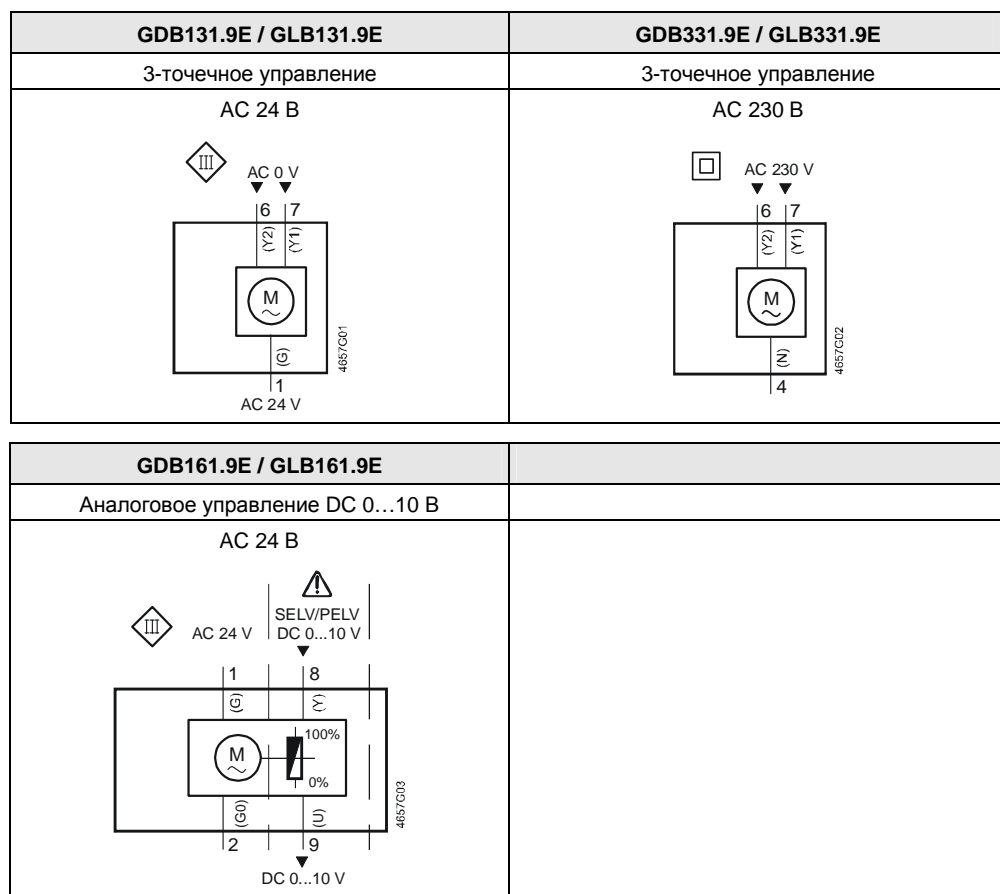 GDB131.9E / GLB131.9E
GDB331.9E / GLB331.9E
3-точечное управление
3-точечное управление
AC 24 В
AC 230 В
III
AC 0 V
6 7
(Y2) (Y1)
M
(G)
1
AC 24 V
4657G01
AC 230 V
6 7
(Y2) (Y1)
M
(N)
4
4657G02
GDB161.9E / GLB161.9E
Аналоговое управление DC 0…10 В
AC 24 В
III
AC 24 V
SELV/PELV
DC 0...10 V
1 8
(G) (Y)
M
100%
0%
(G0) (U)
2 9
DC 0...10 V
4657G03